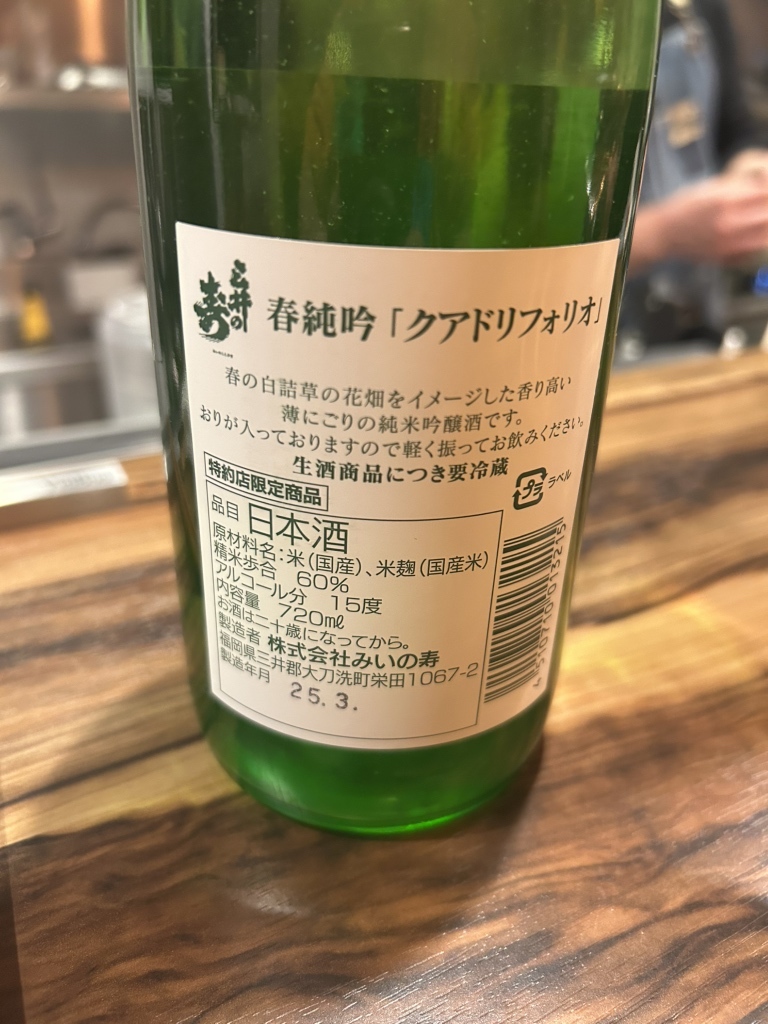 三井の寿
春純吟「クアドリフォリオ」
春の白詰草の花畑をイメージした香り高い
薄にごりの純米吟醸酒です。
おりが入っておりますので軽く振ってお飲みください。
生酒商品につき要冷蔵
特約店限定商品
プラ ラベル
品目 日本酒
原材料名:米(国産)、米麹(国産米)
精米歩合 60%
アルコール分 15度
内容量 720mℓ
お酒は二十歳になってから。
製造者 株式会社みいの寿
福岡県三井郡大刀洗町栄田1067-2
製造年月 25.3.